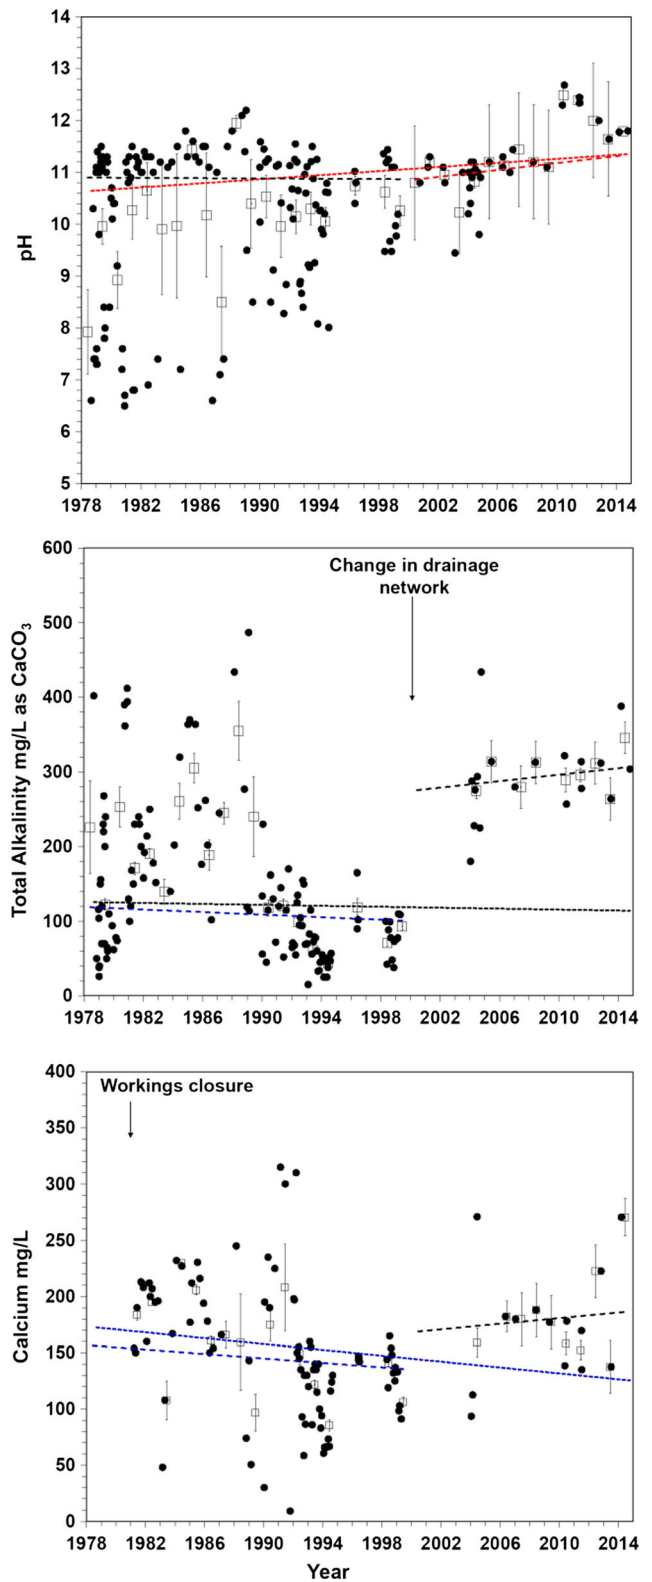 14
13
12
11
10
9
8
7
6
5
pH
1978 1982 1986 1990 1994 1998 2002 2006 2010 2014
600
500
400
300
200
100
0
Total Alkalinity mg/L as CaCO3
Change in drainage
network
1978 1982 1986 1990 1994 1998 2002 2006 2010 2014
400
350
300
250
200
150
100
50
0
Calcium mg/L
Workings closure
1978 1982 1986 1990 1994 1998 2002 2006 2010 2014
Year